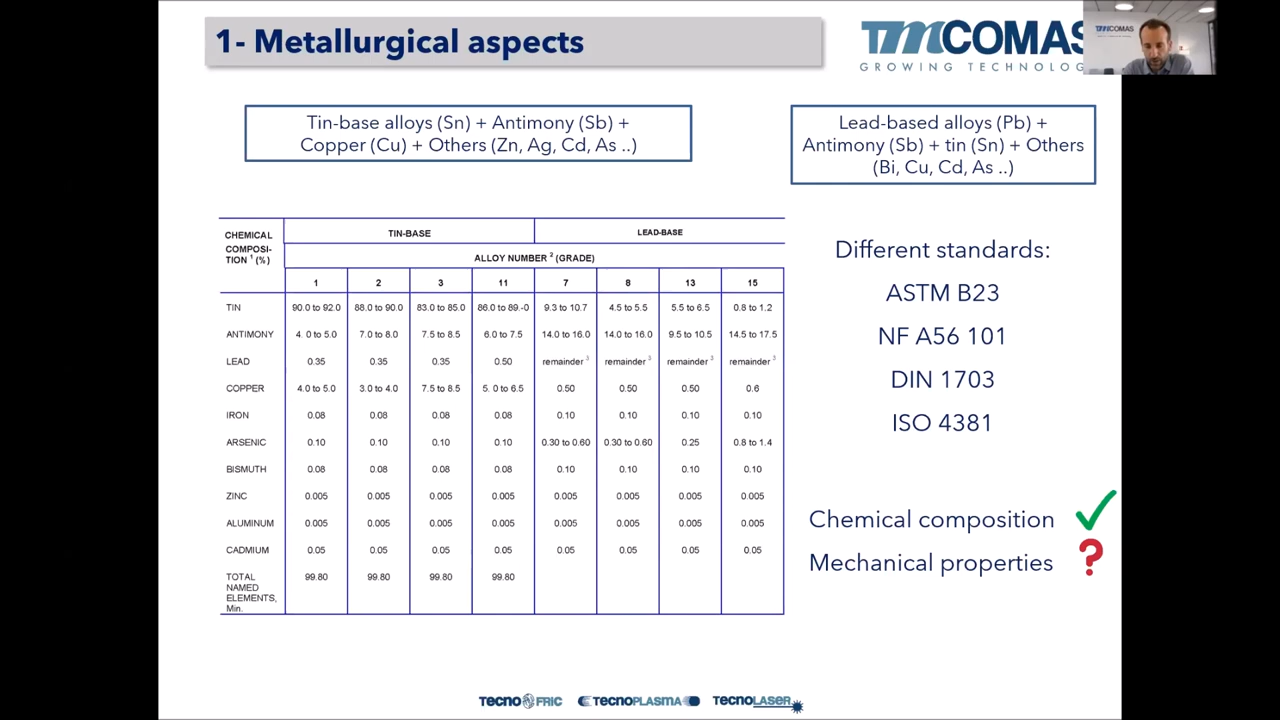 1- Metallurgical aspects
TMCOMAS
GROWING TECHNOLOG
TMCOMAS
Tin-base alloys (Sn) + Antimony (Sb) +
Copper (Cu) + Others (Zn, Ag, Cd, As ..)
Lead-based alloys (Pb) +
Antimony (Sb) + tin (Sn) + Others
(Bi, Cu, Cd, As ..)
CHEMICAL COMPOSI-TION 1 (%) TIN-BASE LEAD-BASE
ALLOY NUMBER 2 (GRADE)
1 2 3 11 7 8 13 15
TIN 90.0 to 92.0 88.0 to 90.0 83.0 to 85.0 86.0 to 89.-0 9.3 to 10.7 4.5 to 5.5 5.5 to 6.5 0.8 to 1.2
ANTIMONY 4. 0 to 5.0 7.0 to 8.0 7.5 to 8.5 6.0 to 7.5 14.0 to 16.0 14.0 to 16.0 9.5 to 10.5 14.5 to 17.5
LEAD 0.35 0.35 0.35 0.50 remainder 3 remainder 3 remainder 3 remainder 3
COPPER 4.0 to 5.0 3.0 to 4.0 7.5 to 8.5 5. 0 to 6.5 0.50 0.50 0.50 0.6
IRON 0.08 0.08 0.08 0.08 0.10 0.10 0.10 0.10
ARSENIC 0.10 0.10 0.10 0.10 0.30 to 0.60 0.30 to 0.60 0.25 0.8 to 1.4
BISMUTH 0.08 0.08 0.08 0.08 0.10 0.10 0.10 0.10
ZINC 0.005 0.005 0.005 0.005 0.005 0.005 0.005 0.005
ALUMINUM 0.005 0.005 0.005 0.005 0.005 0.005 0.005 0.005
CADMIUM 0.05 0.05 0.05 0.05 0.05 0.05 0.05 0.05
TOTAL NAMED ELEMENTS, Min. 99.80 99.80 99.80 99.80
Different standards:
ASTM B23
NF A56 101
DIN 1703
ISO 4381
Chemical composition
Mechanical properties ?
TECNOFRIC TECNOPLASMA TECNOLASER